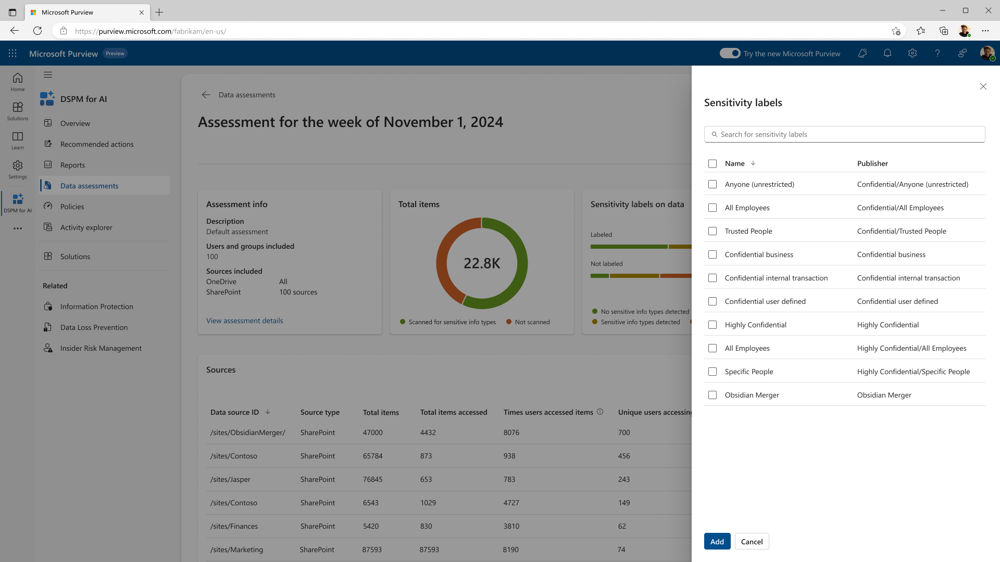 Microsoft Purview
https://purview.microsoft.com/fabrikam/en-us/
Microsoft Purview Preview
Try the new Microsoft Purview
Home
Solutions
Learn
Settings
DSPM for AI
DSPM for AI
Overview
Recommended actions
Reports
Data assessments
Policies
Activity explorer
Solutions
Related
Information Protection
Data Loss Prevention
Insider Risk Management
Data assessments
Assessment for the week of November 1, 2024
Assessment info
Description
Default assessment
Users and groups included
100
Sources included
OneDrive All
SharePoint 100 sources
View assessment details
Total items
22.8K
Scanned for sensitive info types Not scanned
Sensitivity labels on data
Labeled
Not labeled
No sensitive info types detected
Sensitive info types detected
Sources
Data source ID Source type Total items Total items accessed Times users accessed items Unique users accessing
/sites/ObsidianMerger/ SharePoint 47000 4432 8076 700
/sites/Contoso SharePoint 65784 873 938 456
/sites/Jasper SharePoint 76845 653 783 243
/sites/Contoso SharePoint 6543 1029 4727 149
/sites/Finances SharePoint 5420 830 3810 62
/sites/Marketing SharePoint 87593 87593 8190 74
Sensitivity labels
Search for sensitivity labels
Name Publisher
Anyone (unrestricted) Confidential/Anyone (unrestricted)
All Employees Confidential/All Employees
Trusted People Confidential/Trusted People
Confidential business Confidential business
Confidential internal transaction Confidential internal transaction
Confidential user defined Confidential user defined
Highly Confidential Highly Confidential
All Employees Highly Confidential/All Employees
Specific People Highly Confidential/Specific People
Obsidian Merger Obsidian Merger
Add Cancel